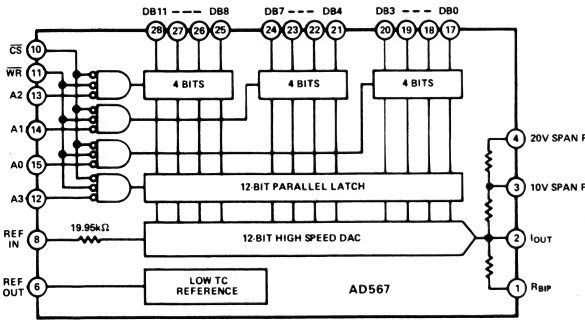 DB11 ---- DB8 DB7 ---- DB4 DB3 ---- DB0
28 27 26 25 24 23 22 21 20 19 18 17
CS
10
WR
11
A2
13
A1
14
A0
15
A3
12
4 BITS 4 BITS 4 BITS
12-BIT PARALLEL LATCH
REF
IN
8
19.95kΩ
12-BIT HIGH SPEED DAC
REF
OUT
6
LOW TC
REFERENCE
AD567
4 20V SPAN F
3 10V SPAN F
2 IOUT
1 RBIP